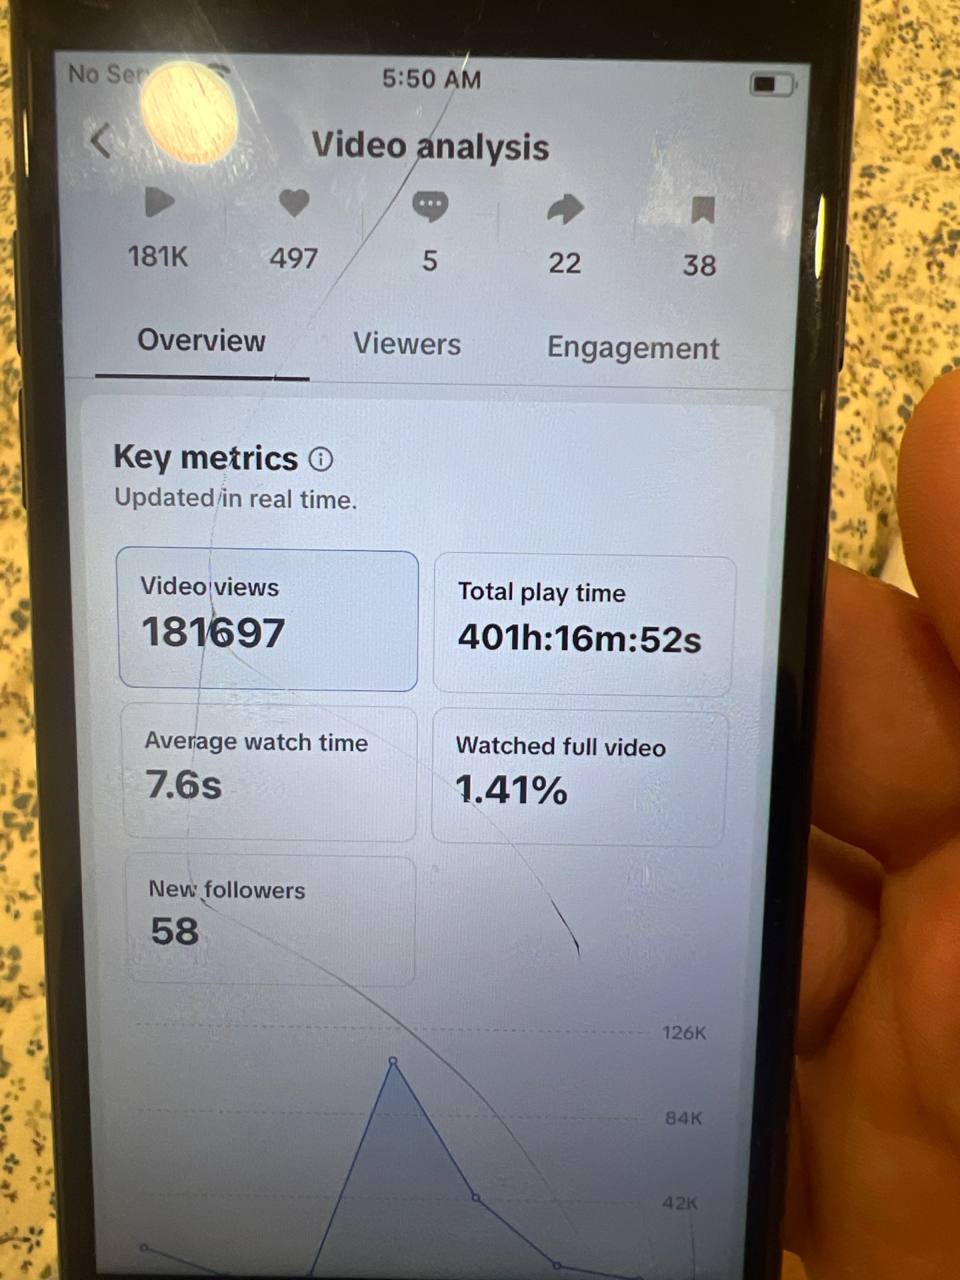 No Ser
5:50 AM
Video analysis
181K 497 5 22 38
Overview Viewers Engagement
Key metrics
Updated in real time.
Video views
181697
Total play time
401h:16m:52s
Average watch time
7.6s
Watched full video
1.41%
New followers
58
126K
84K
42K